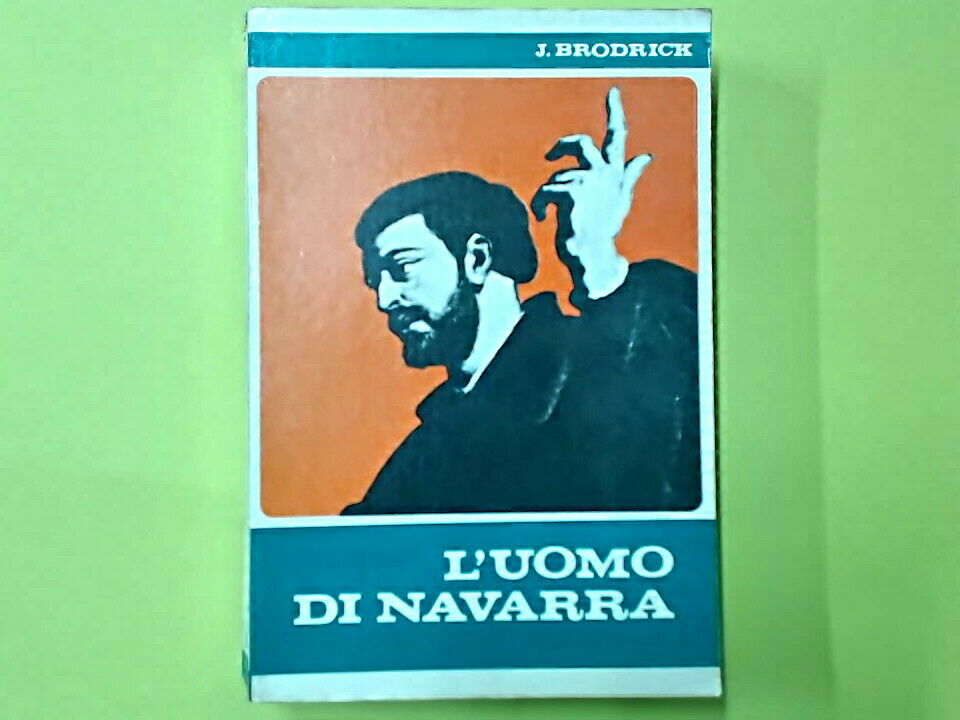 J. BRODRICK
L'UOMO
DI NAVARRA